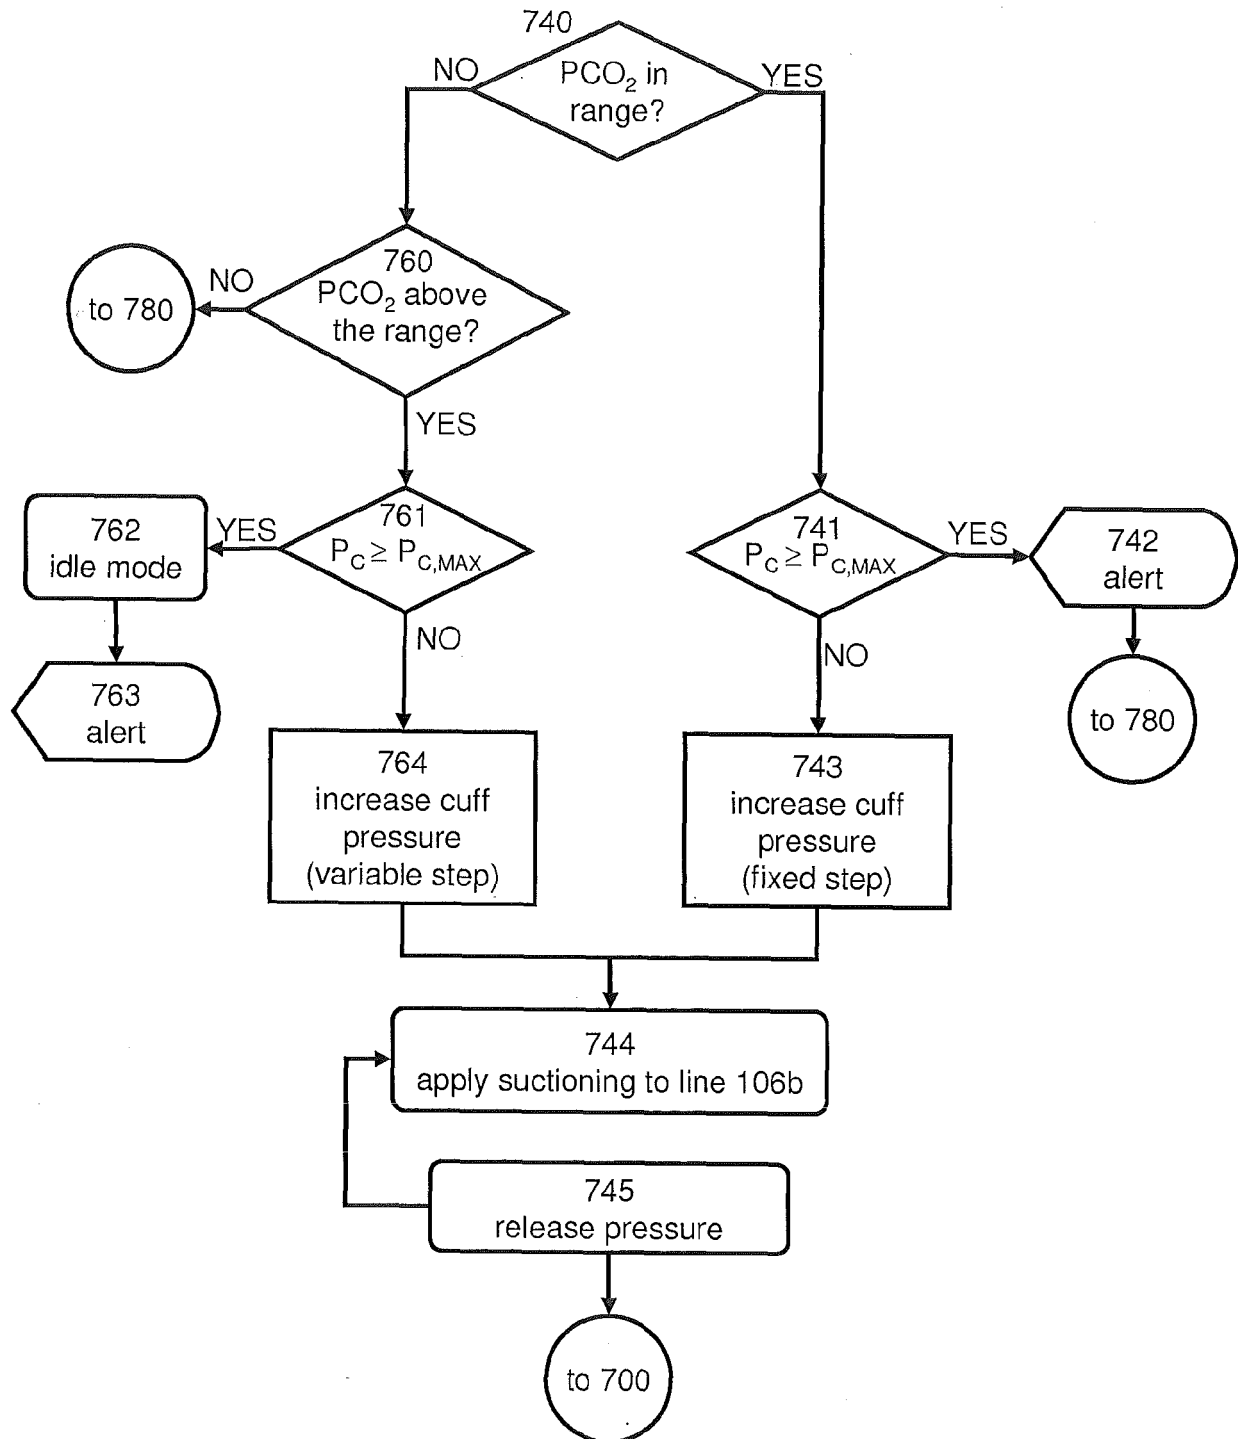 740
NO
PCO₂ in
range?
YES
760
PCO₂ above
the range?
NO
to 780
YES
761
P_C ≥ P_C,MAX
YES
762
idle mode
763
alert
NO
741
P_C ≥ P_C,MAX
YES
742
alert
NO
to 780
764
increase cuff
pressure
(variable step)
743
increase cuff
pressure
(fixed step)
744
apply suctioning to line 106b
745
release pressure
to 700